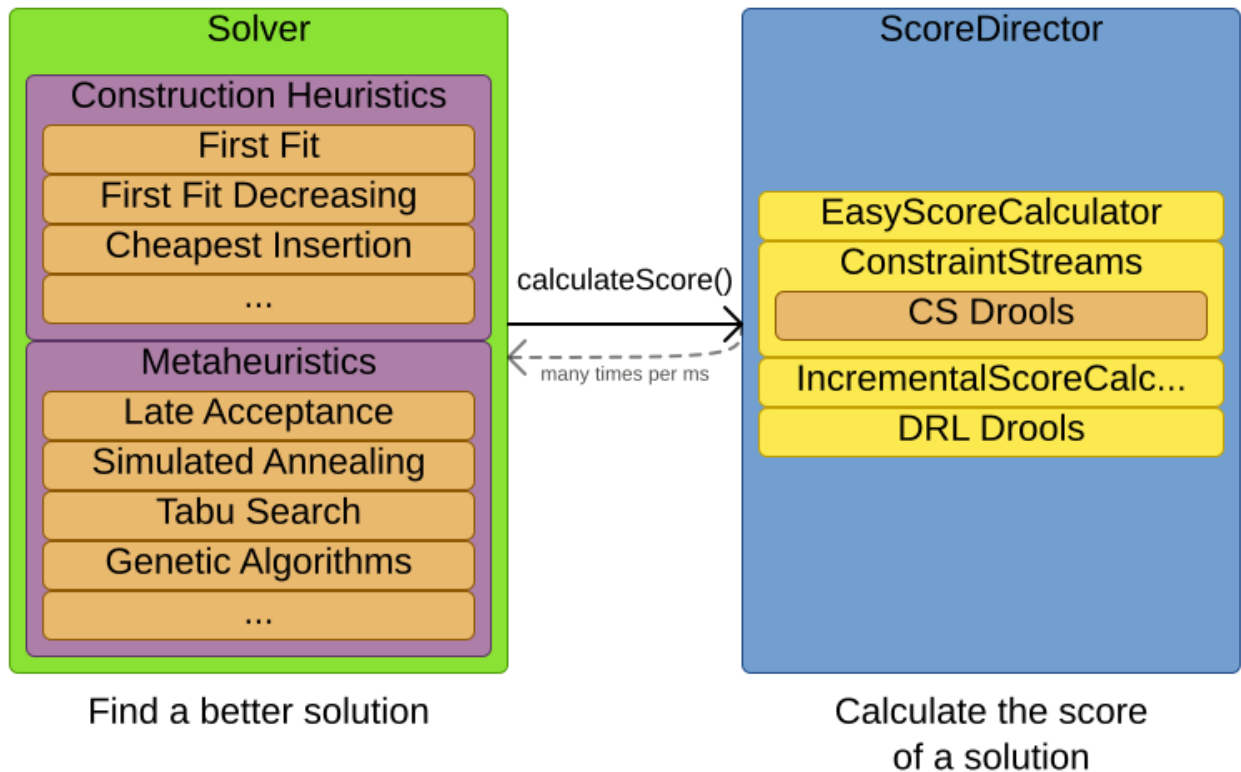 Solver
Construction Heuristics
First Fit
First Fit Decreasing
Cheapest Insertion
...
Metaheuristics
Late Acceptance
Simulated Annealing
Tabu Search
Genetic Algorithms
...
Find a better solution
calculateScore()
many times per ms
ScoreDirector
EasyScoreCalculator
ConstraintStreams
CS Drools
IncrementalScoreCalc...
DRL Drools
Calculate the score
of a solution